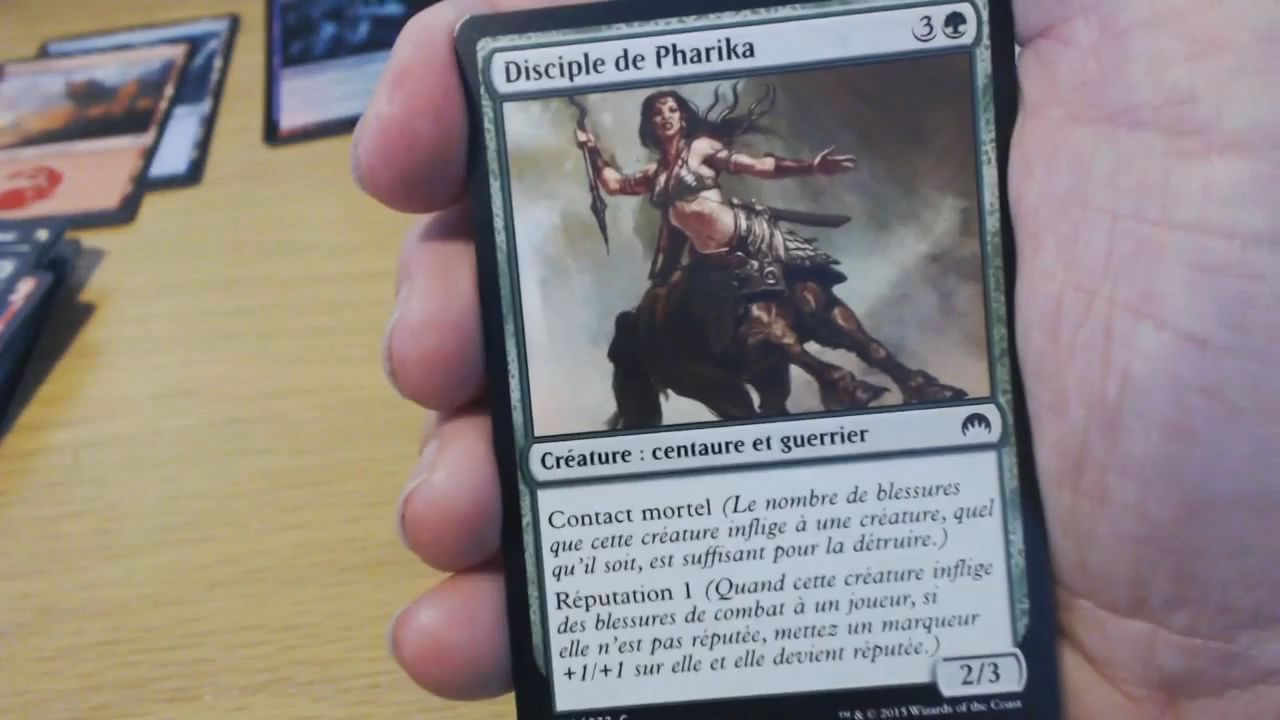 Disciple de Pharika
3
Créature : centaure et guerrier
Contact mortel (Le nombre de blessures
que cette créature inflige à une créature, quel
qu'il soit, est suffisant pour la détruire.)
Réputation 1 (Quand cette créature inflige
des blessures de combat à un joueur, si
elle n'est pas réputée, mettez un marqueur
+1/+1 sur elle et elle devient réputée.)
2/3
™ & © 2015 Wizards of the Coast